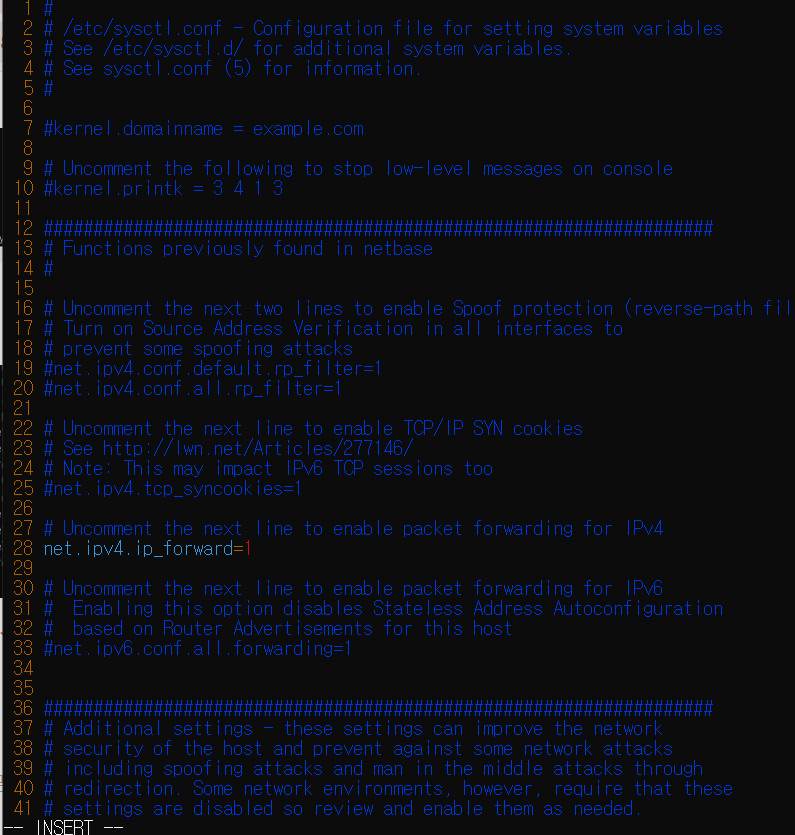 1 #
2 # /etc/sysctl.conf - Configuration file for setting system variables
3 # See /etc/sysctl.d/ for additional system variables.
4 # See sysctl.conf (5) for information.
5 #
6
7 #kernel.domainname = example.com
8
9 # Uncomment the following to stop low-level messages on console
10 #kernel.printk = 3 4 1 3
11
12 ###################################################################
13 # Functions previously found in netbase
14 #
15
16 # Uncomment the next two lines to enable Spoof protection (reverse-path fil
17 # Turn on Source Address Verification in all interfaces to
18 # prevent some spoofing attacks
19 #net.ipv4.conf.default.rp_filter=1
20 #net.ipv4.conf.all.rp_filter=1
21
22 # Uncomment the next line to enable TCP/IP SYN cookies
23 # See http://lwn.net/Articles/277146/
24 # Note: This may impact IPv6 TCP sessions too
25 #net.ipv4.tcp_syncookies=1
26
27 # Uncomment the next line to enable packet forwarding for IPv4
28 net.ipv4.ip_forward=1
29
30 # Uncomment the next line to enable packet forwarding for IPv6
31 #  Enabling this option disables Stateless Address Autoconfiguration
32 #  based on Router Advertisements for this host
33 #net.ipv6.conf.all.forwarding=1
34
35
36 ###################################################################
37 # Additional settings - these settings can improve the network
38 # security of the host and prevent against some network attacks
39 # including spoofing attacks and man in the middle attacks through
40 # redirection. Some network environments, however, require that these
41 # settings are disabled so review and enable them as needed.
-- INSERT --